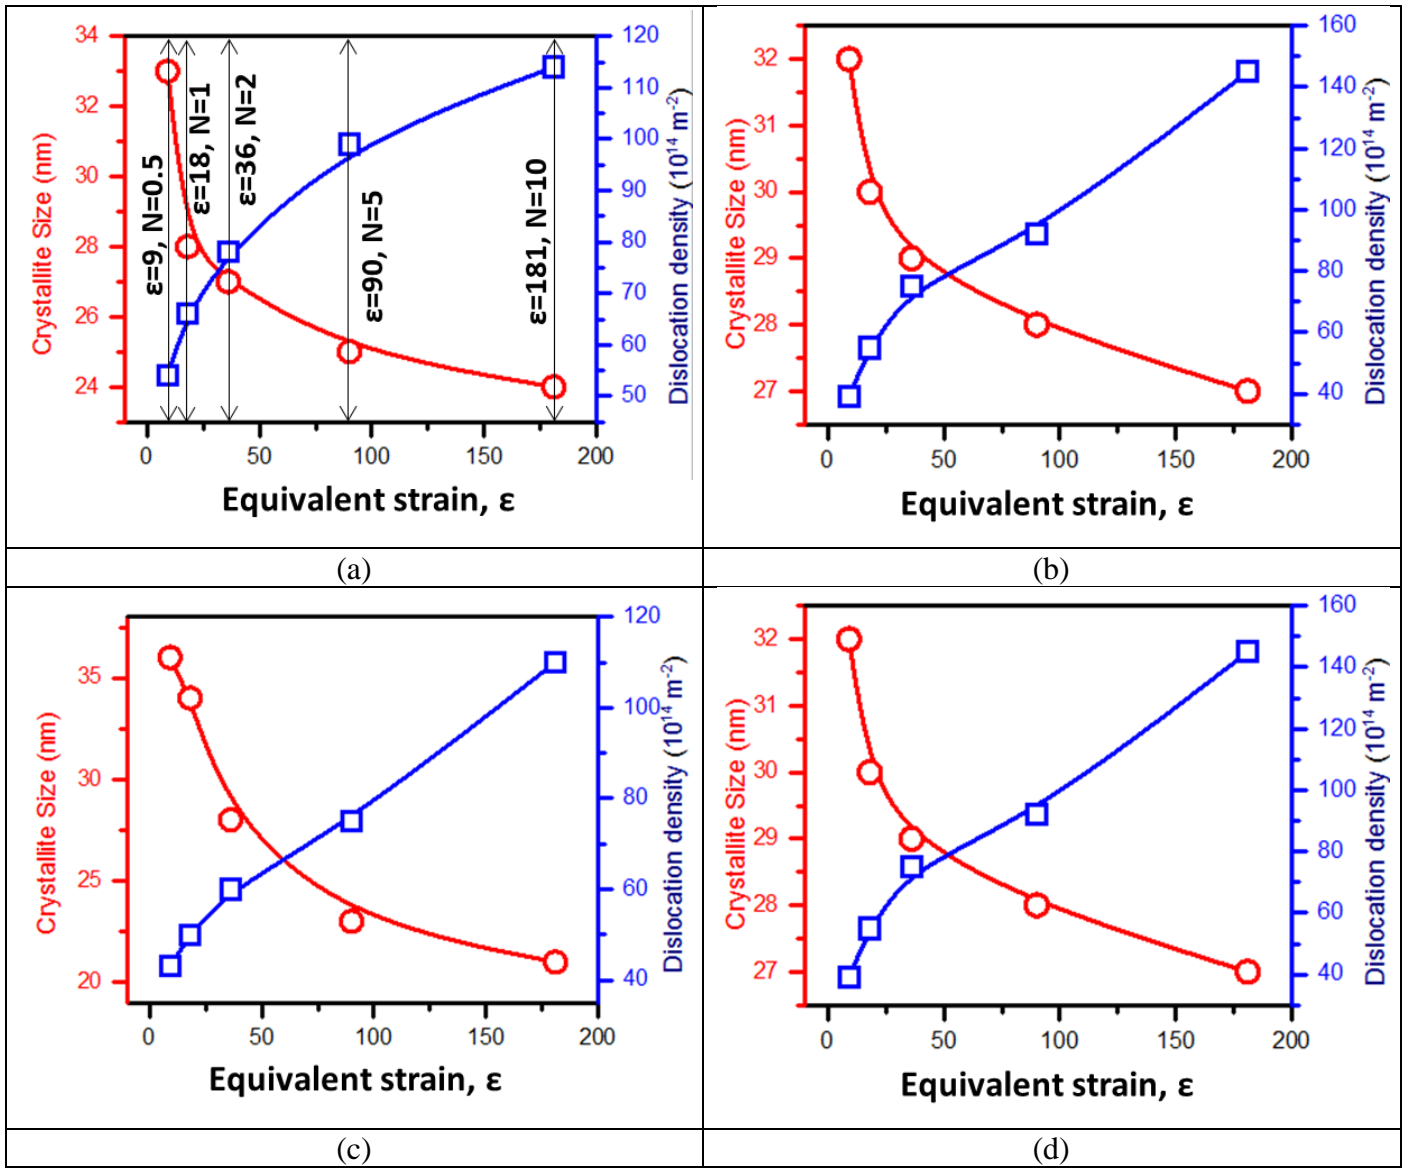 34
32
30
28
26
24
Crystallite Size (nm)
ε=9, N=0.5
ε=18, N=1
ε=36, N=2
ε=90, N=5
ε=181, N=10
120
110
100
90
80
70
60
50
Dislocation density (10¹⁴ m⁻²)
0 50 100 150 200
Equivalent strain, ε
32
31
30
29
28
27
Crystallite Size (nm)
160
140
120
100
80
60
40
Dislocation density (10¹⁴ m⁻²)
0 50 100 150 200
Equivalent strain, ε
(a) (b)
35
30
25
20
Crystallite Size (nm)
120
100
80
60
40
Dislocation density (10¹⁴ m⁻²)
0 50 100 150 200
Equivalent strain, ε
32
31
30
29
28
27
Crystallite Size (nm)
160
140
120
100
80
60
40
Dislocation density (10¹⁴ m⁻²)
0 50 100 150 200
Equivalent strain, ε
(c) (d)